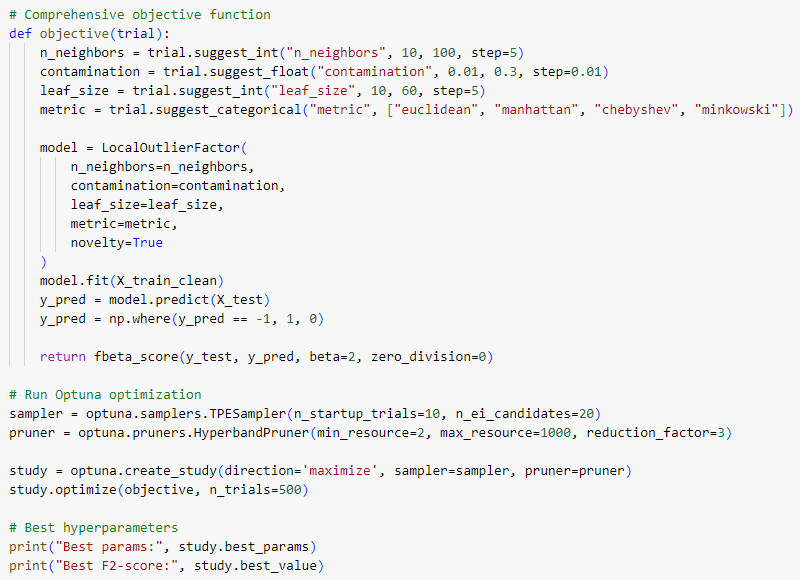 # Comprehensive objective function
def objective(trial):
    n_neighbors = trial.suggest_int("n_neighbors", 10, 100, step=5)
    contamination = trial.suggest_float("contamination", 0.01, 0.3, step=0.01)
    leaf_size = trial.suggest_int("leaf_size", 10, 60, step=5)
    metric = trial.suggest_categorical("metric", ["euclidean", "manhattan", "chebyshev", "minkowski"])

    model = LocalOutlierFactor(
        n_neighbors=n_neighbors,
        contamination=contamination,
        leaf_size=leaf_size,
        metric=metric,
        novelty=True
    )
    model.fit(X_train_clean)
    y_pred = model.predict(X_test)
    y_pred = np.where(y_pred == -1, 1, 0)

    return fbeta_score(y_test, y_pred, beta=2, zero_division=0)

# Run Optuna optimization
sampler = optuna.samplers.TPESampler(n_startup_trials=10, n_ei_candidates=20)
pruner = optuna.pruners.HyperbandPruner(min_resource=2, max_resource=1000, reduction_factor=3)

study = optuna.create_study(direction='maximize', sampler=sampler, pruner=pruner)
study.optimize(objective, n_trials=500)

# Best hyperparameters
print("Best params:", study.best_params)
print("Best F2-score:", study.best_value)